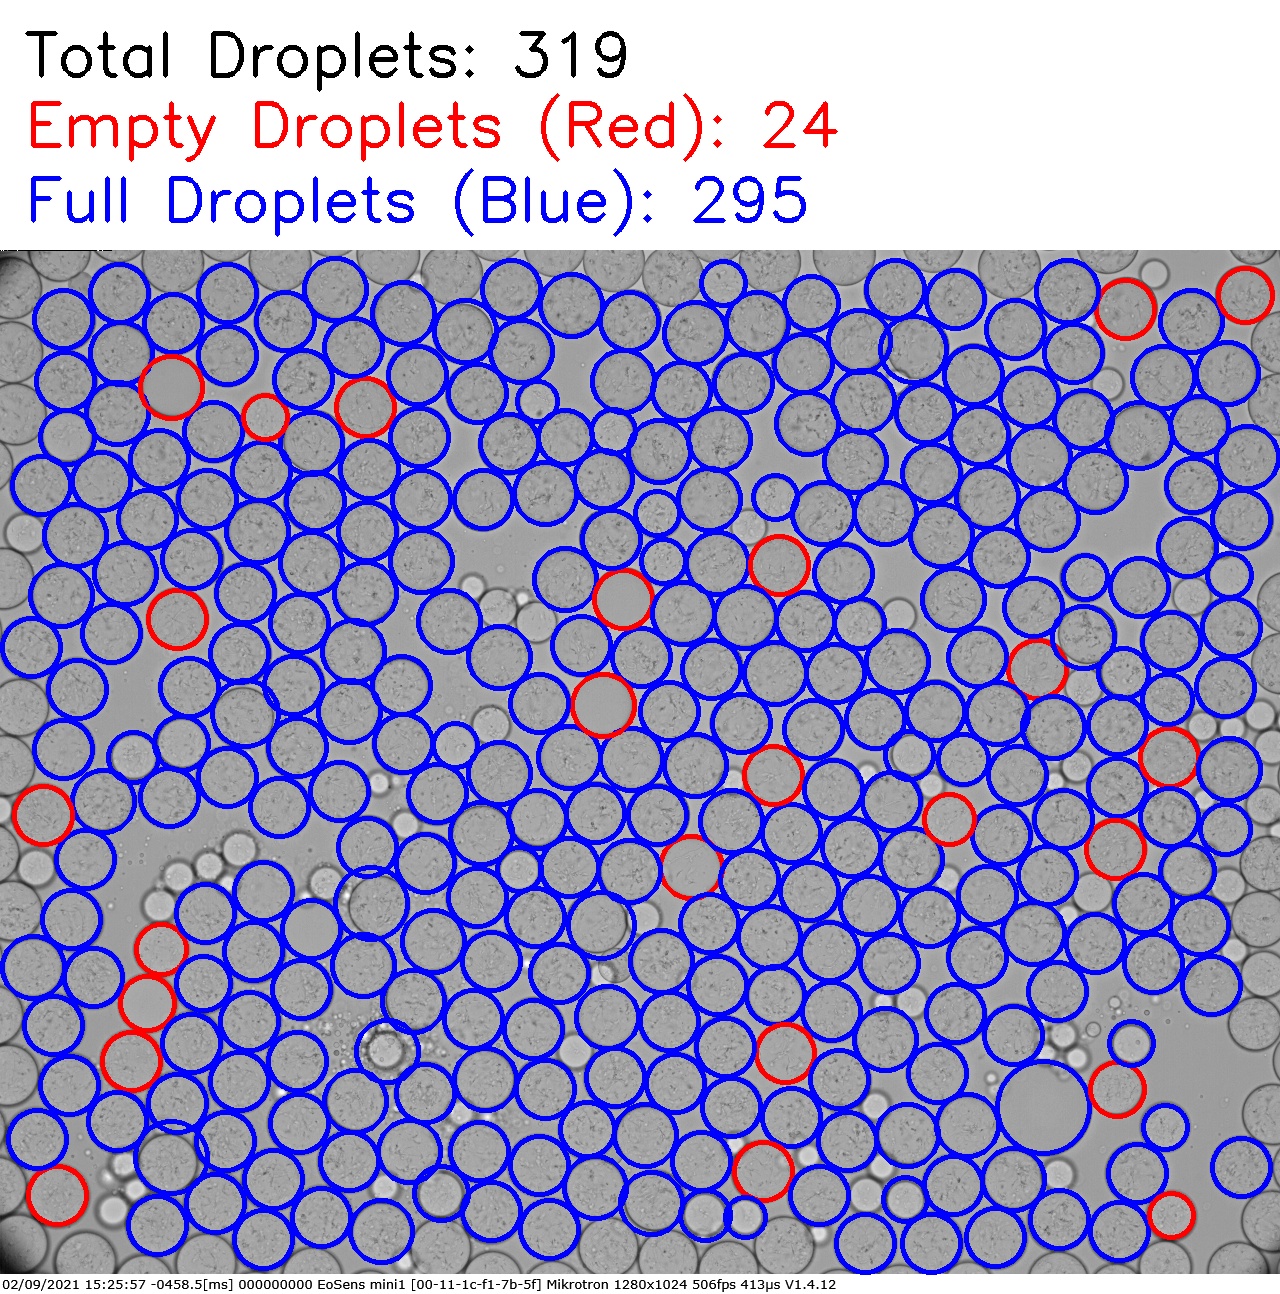 Total Droplets: 319
Empty Droplets (Red): 24
Full Droplets (Blue): 295
02/09/2021 15:25:57 -0458.5[ms] 000000000 EoSens mini1 [00-11-1c-f1-7b-5f] Mikrotron 1280x1024 506fps 413µs V1.4.12